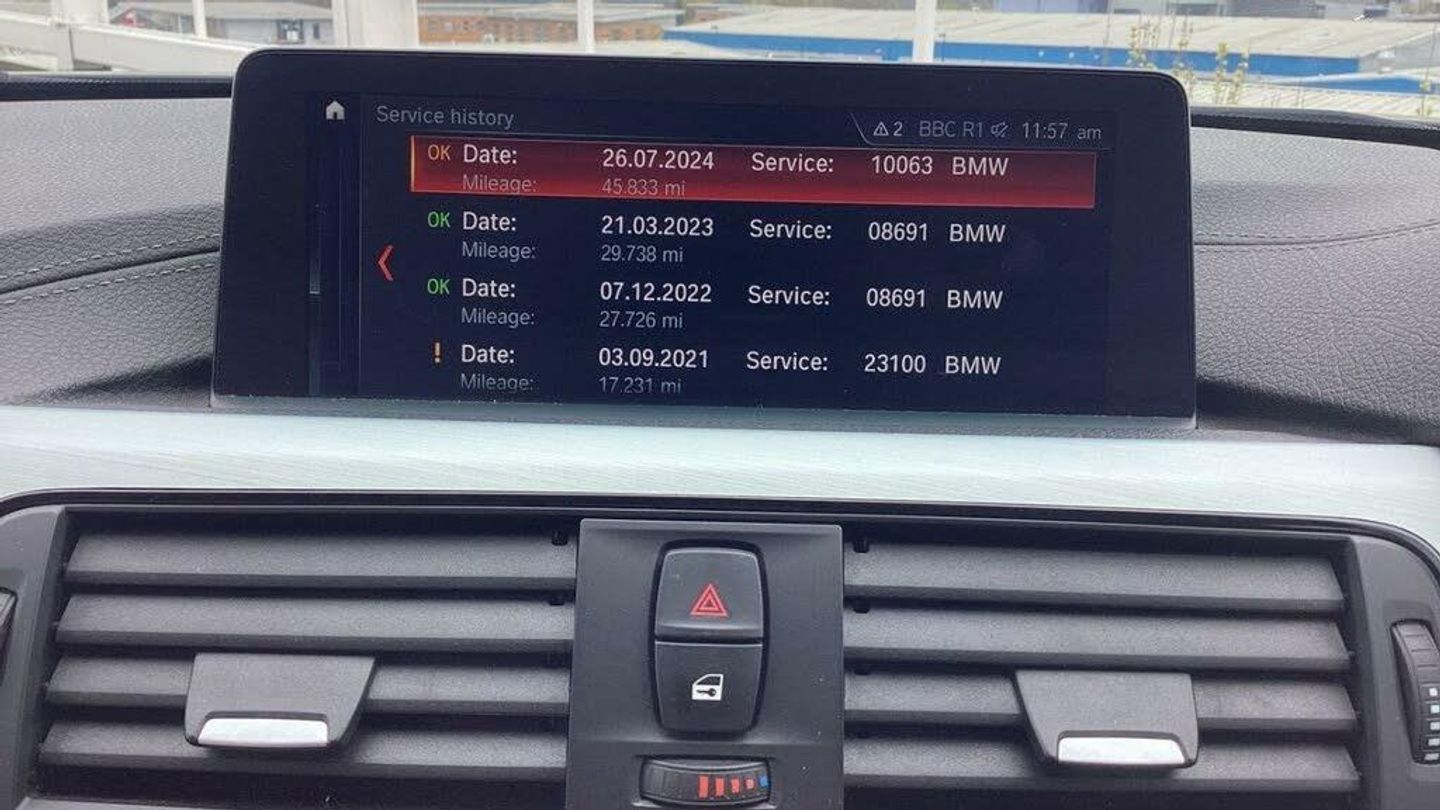 Service history
2 BBC R1 11:57 am
OK Date: 26.07.2024 Service: 10063 BMW
Mileage: 45.833 mi
OK Date: 21.03.2023 Service: 08691 BMW
Mileage: 29.738 mi
OK Date: 07.12.2022 Service: 08691 BMW
Mileage: 27.726 mi
! Date: 03.09.2021 Service: 23100 BMW
Mileage: 17.231 mi